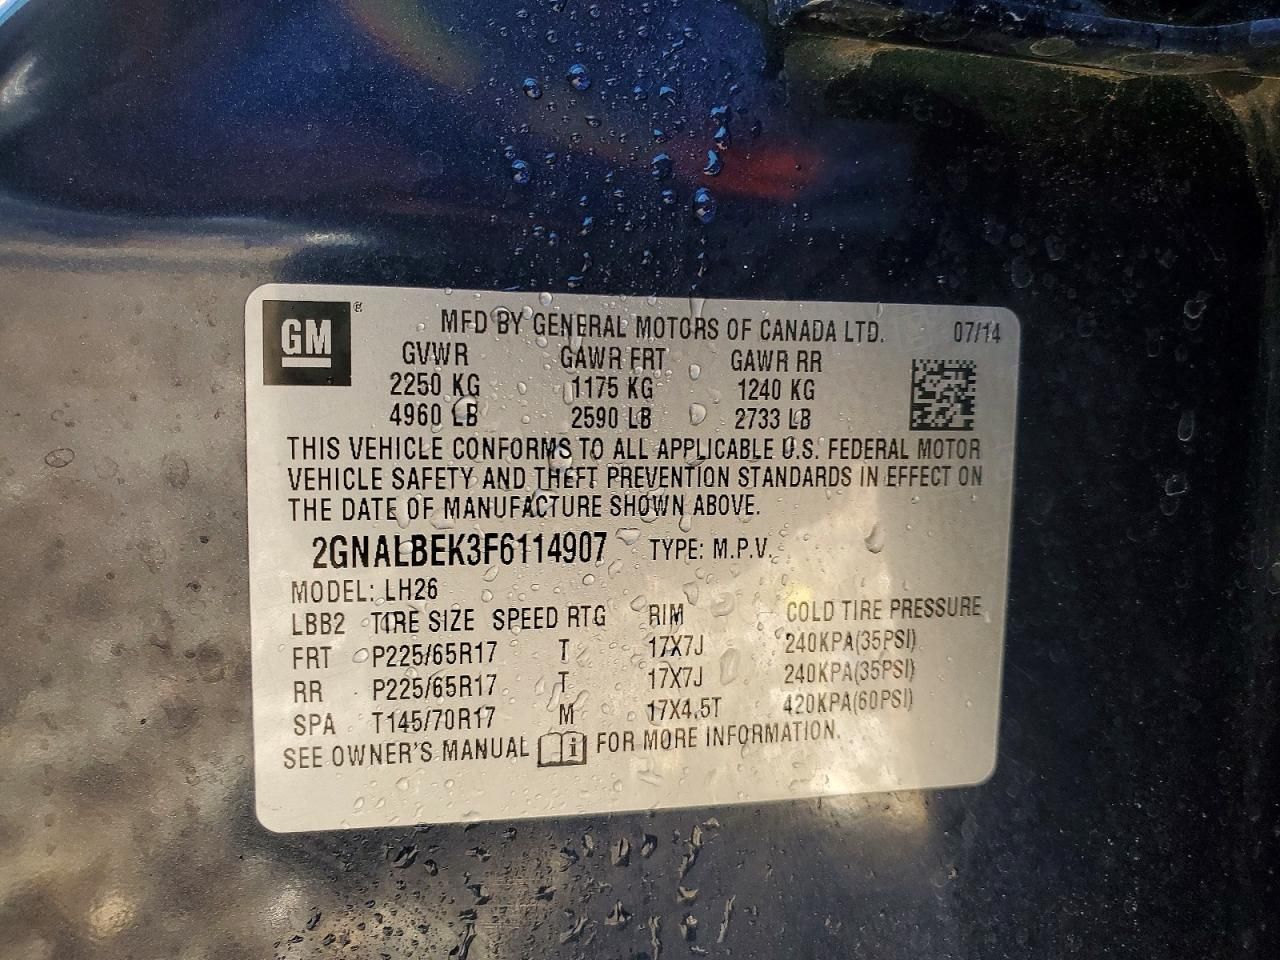 GM
MFD BY GENERAL MOTORS OF CANADA LTD. 07/14
GVWR GAWR FRT GAWR RR
2250 KG 1175 KG 1240 KG
4960 LB 2590 LB 2733 LB
THIS VEHICLE CONFORMS TO ALL APPLICABLE U.S. FEDERAL MOTOR
VEHICLE SAFETY AND THEFT PREVENTION STANDARDS IN EFFECT ON
THE DATE OF MANUFACTURE SHOWN ABOVE.
2GNALBEK3F6114907 TYPE: M.P.V.
MODEL: LH26
LBB2 TIRE SIZE SPEED RTG RIM COLD TIRE PRESSURE
FRT P225/65R17 T 17X7J 240KPA(35PSI)
RR P225/65R17 T 17X7J 240KPA(35PSI)
SPA T145/70R17 M 17X4.5T 420KPA(60PSI)
SEE OWNER'S MANUAL i FOR MORE INFORMATION.